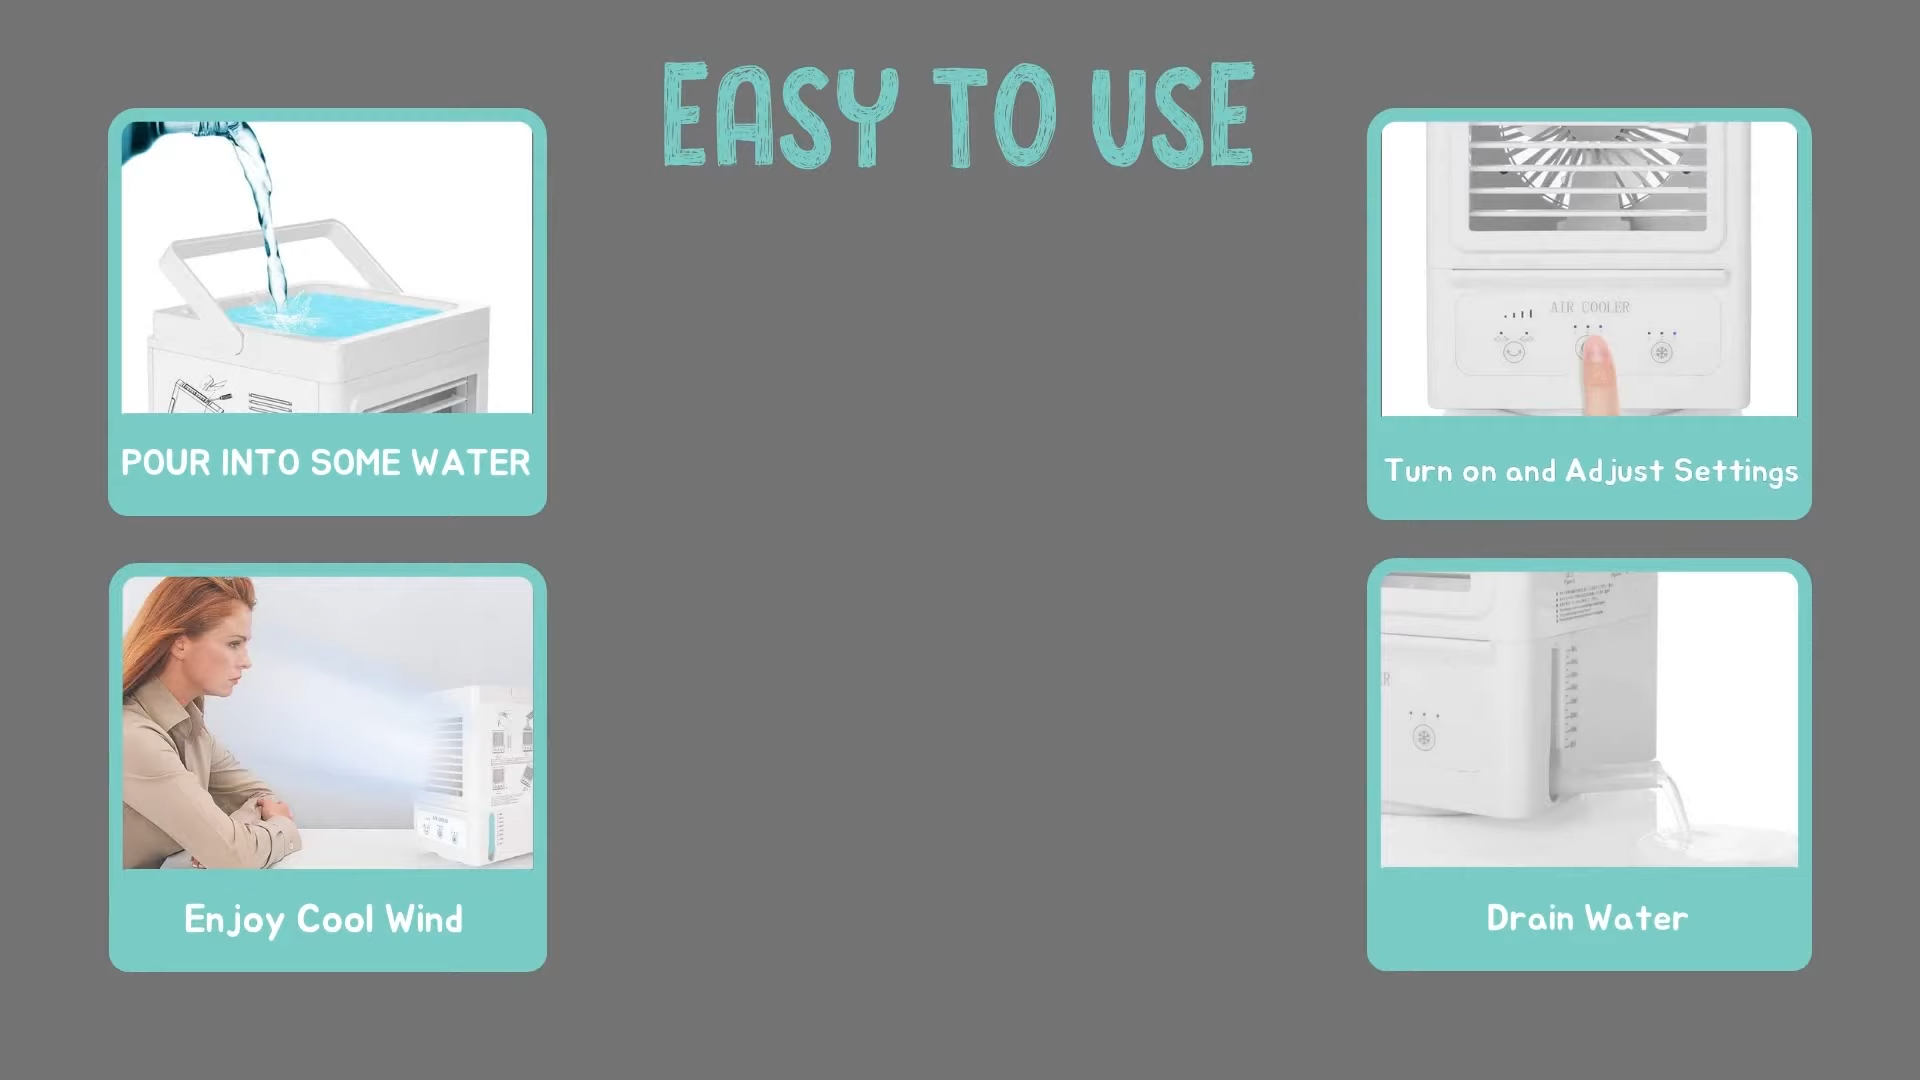 EASY TO USE
POUR INTO SOME WATER
AIR COOLER
Turn on and Adjust Settings
Enjoy Cool Wind
Drain Water